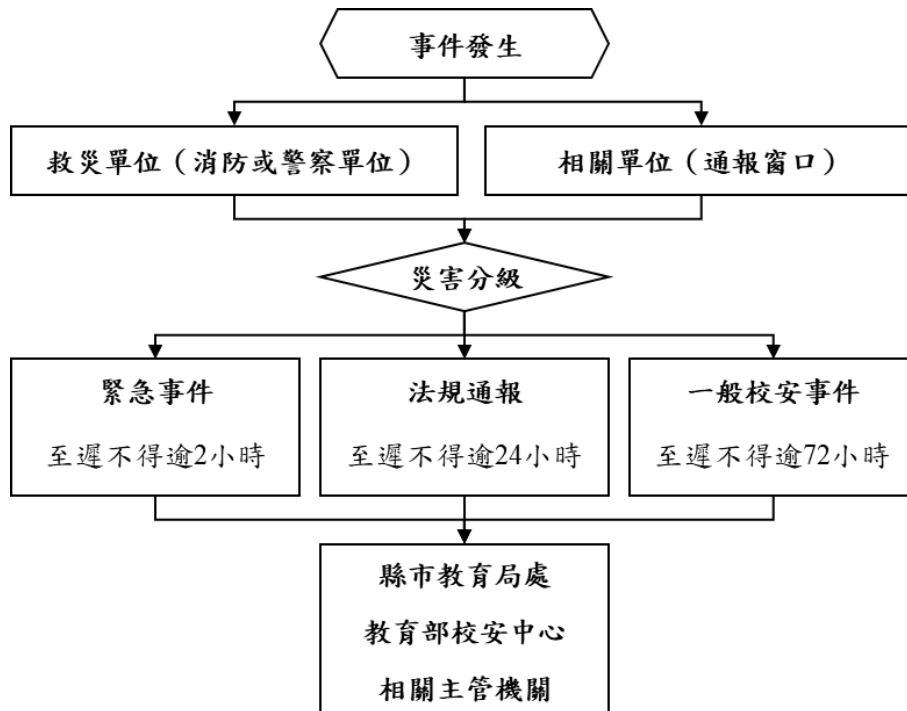 事件發生
救災單位（消防或警察單位）
相關單位（通報窗口）
災害分級
緊急事件
至遲不得逾2小時
法規通報
至遲不得逾24小時
一般校安事件
至遲不得逾72小時
縣市教育局處
教育部校安中心
相關主管機關